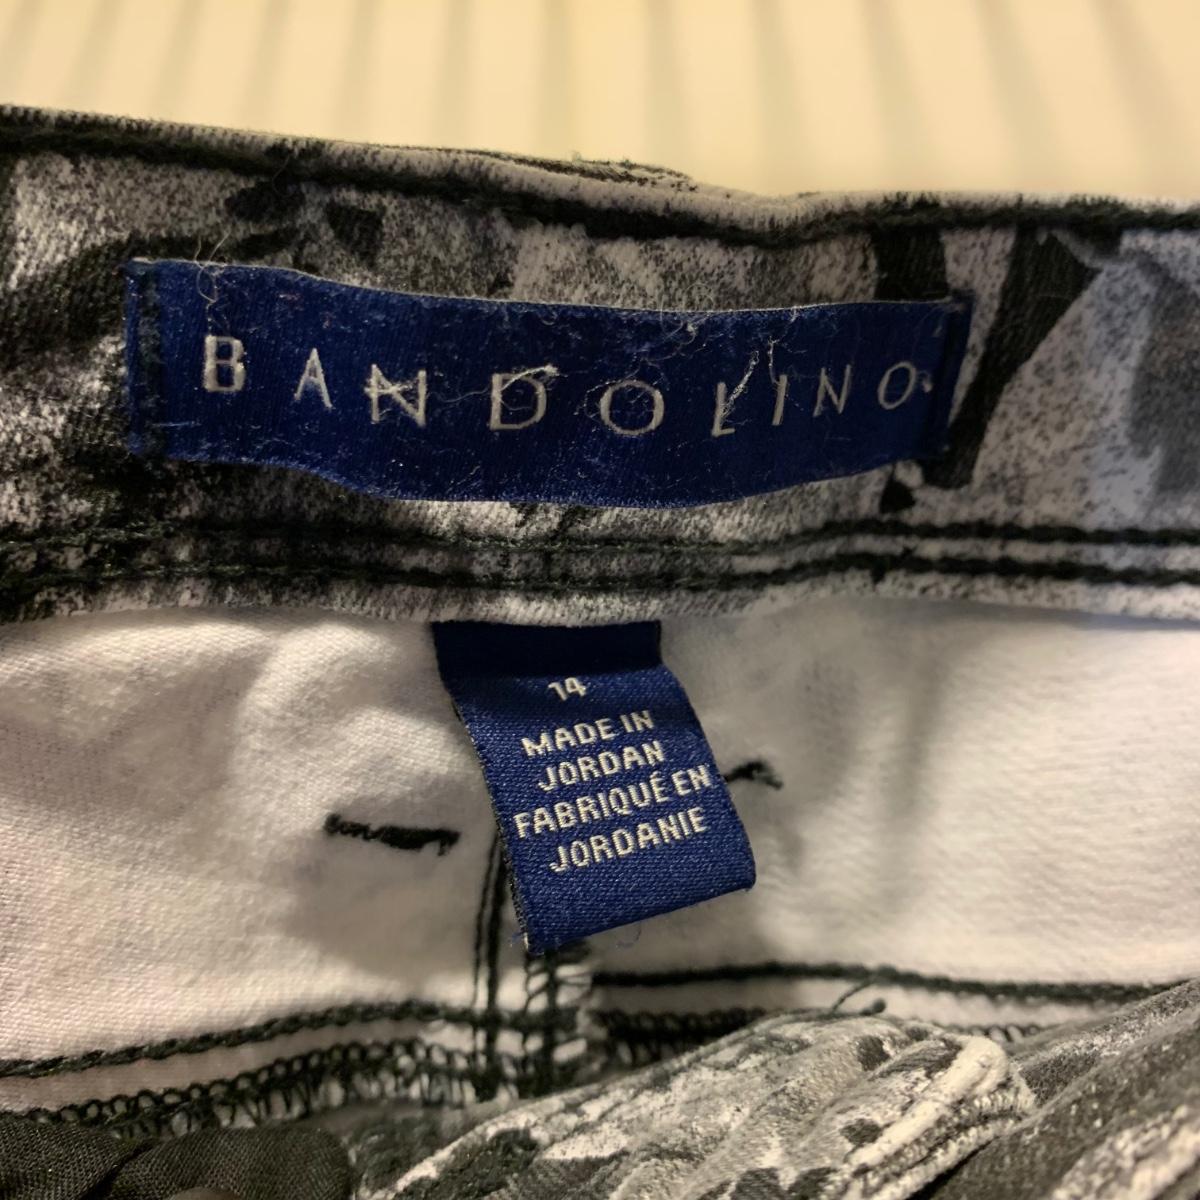 BANDOLINO
14
MADE IN
JORDAN
FABRIQUÉ EN
JORDANIE